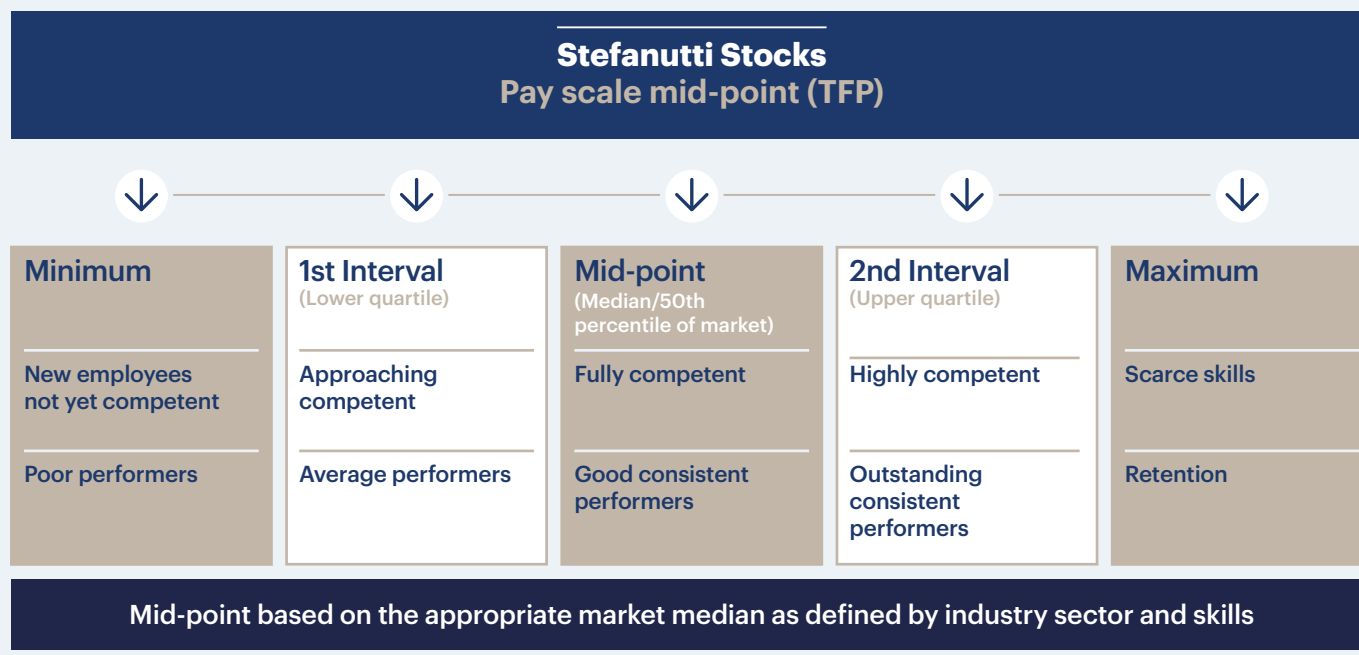 Stefanutti Stocks
Pay scale mid-point (TFP)
Minimum
New employees
not yet competent
Poor performers
1st Interval
(Lower quartile)
Approaching
competent
Average performers
Mid-point
(Median/50th
percentile of market)
Fully competent
Good consistent
performers
2nd Interval
(Upper quartile)
Highly competent
Outstanding
consistent
performers
Maximum
Scarce skills
Retention
Mid-point based on the appropriate market median as defined by industry sector and skills